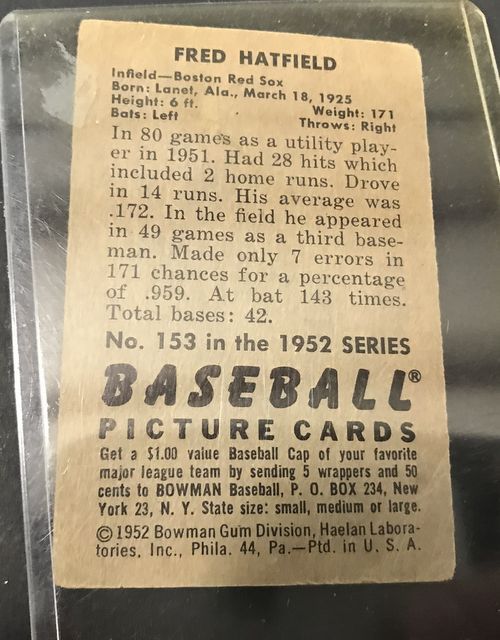 FRED HATFIELD
Infield—Boston Red Sox
Born: Lanet, Ala., March 18, 1925
Height: 6 ft. Weight: 171
Bats: Left Throws: Right
In 80 games as a utility play-
er in 1951. Had 28 hits which
included 2 home runs. Drove
in 14 runs. His average was
.172. In the field he appeared
in 49 games as a third base-
man. Made only 7 errors in
171 chances for a percentage
of .959. At bat 143 times.
Total bases: 42.
No. 153 in the 1952 SERIES
BASEBALL®
PICTURE CARDS
Get a $1.00 value Baseball Cap of your favorite
major league team by sending 5 wrappers and 50
cents to BOWMAN Baseball, P. O. BOX 234, New
York 23, N. Y. State size: small, medium or large.
©1952 Bowman Gum Division, Haelan Labora-
tories, Inc., Phila. 44, Pa.—Ptd. in U. S. A.